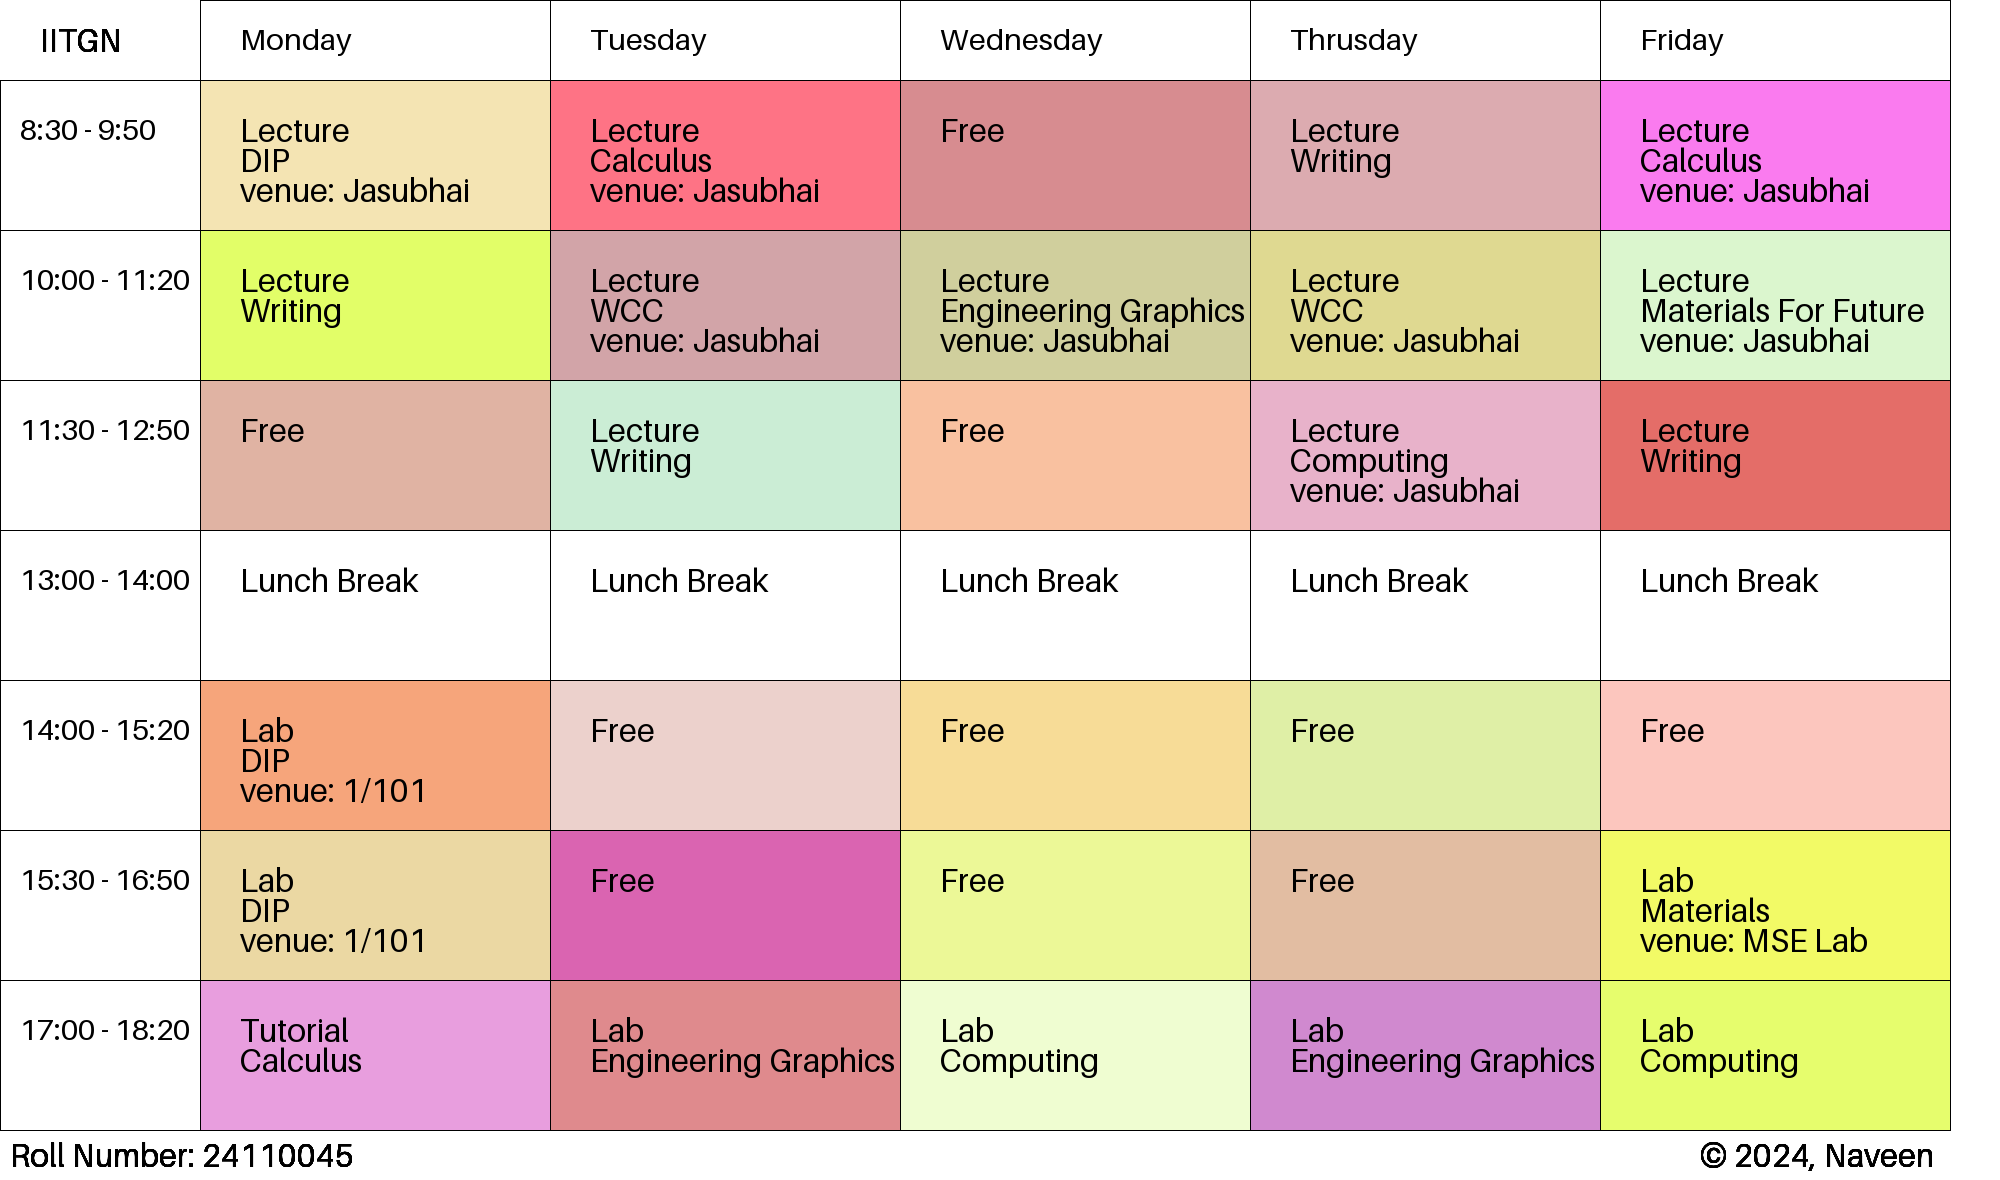 IITGN
Monday
Tuesday
Wednesday
Thrusday
Friday
8:30 - 9:50
Lecture
DIP
venue: Jasubhai
Lecture
Calculus
venue: Jasubhai
Free
Lecture
Writing
Lecture
Calculus
venue: Jasubhai
10:00 - 11:20
Lecture
Writing
Lecture
WCC
venue: Jasubhai
Lecture
Engineering Graphics
venue: Jasubhai
Lecture
WCC
venue: Jasubhai
Lecture
Materials For Future
venue: Jasubhai
11:30 - 12:50
Free
Lecture
Writing
Free
Lecture
Computing
venue: Jasubhai
Lecture
Writing
13:00 - 14:00
Lunch Break
Lunch Break
Lunch Break
Lunch Break
Lunch Break
14:00 - 15:20
Lab
DIP
venue: 1/101
Free
Free
Free
Free
15:30 - 16:50
Lab
DIP
venue: 1/101
Free
Free
Free
Lab
Materials
venue: MSE Lab
17:00 - 18:20
Tutorial
Calculus
Lab
Engineering Graphics
Lab
Computing
Lab
Engineering Graphics
Lab
Computing
Roll Number: 24110045
© 2024, Naveen